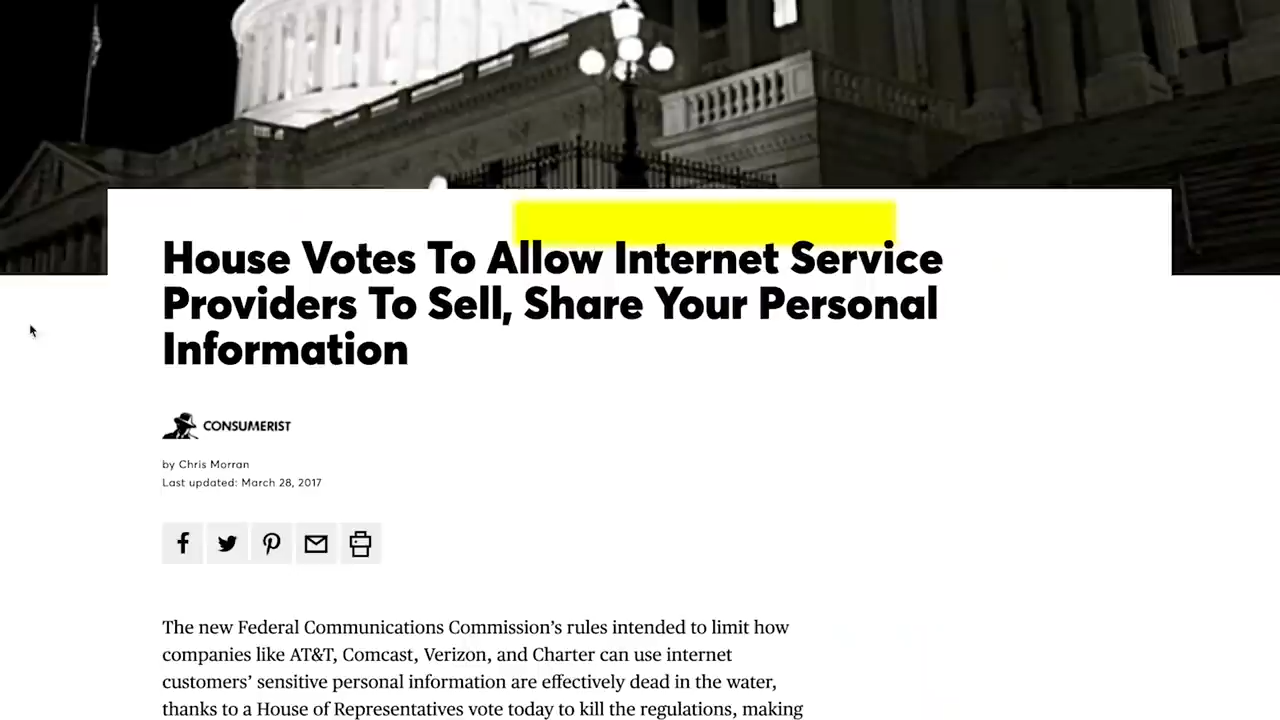 House Votes To Allow Internet Service
Providers To Sell, Share Your Personal
Information
CONSUMERIST
by Chris Morran
Last updated: March 28, 2017
The new Federal Communications Commission’s rules intended to limit how
companies like AT&T, Comcast, Verizon, and Charter can use internet
customers’ sensitive personal information are effectively dead in the water,
thanks to a House of Representatives vote today to kill the regulations, making